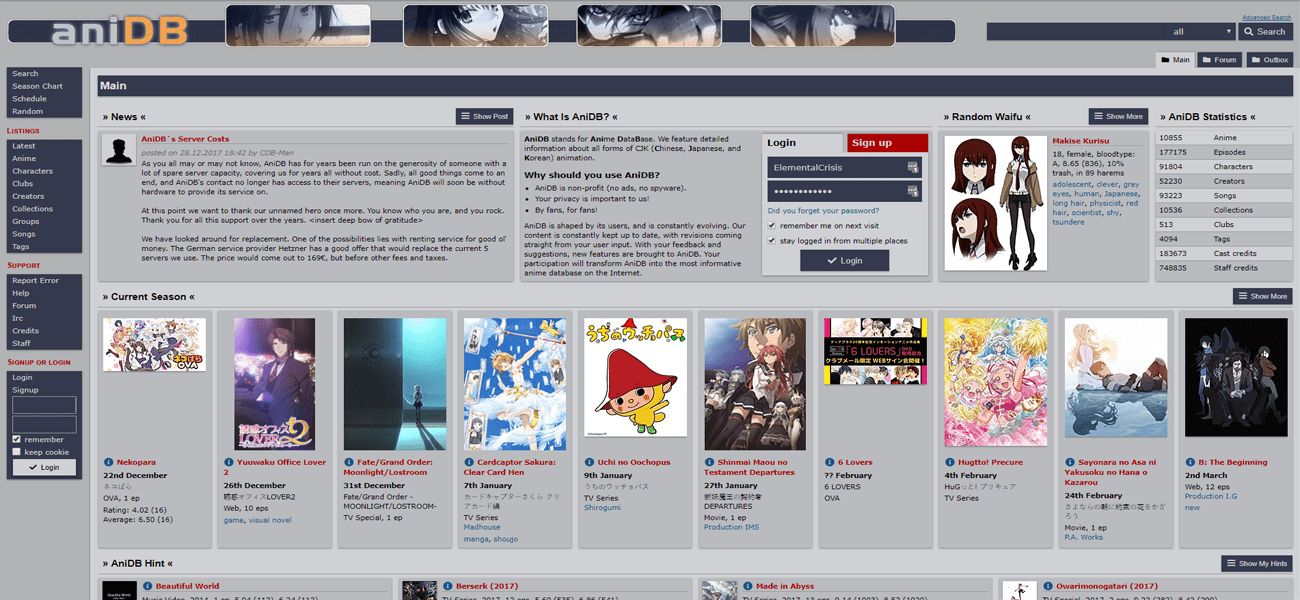 aniDB
Advanced Search
all
Search
Main
Forum
Outbox
Search
Season Chart
Schedule
Random
LISTINGS
Latest
Anime
Characters
Clubs
Creators
Collections
Groups
Songs
Tags
SUPPORT
Report Error
Help
Forum
Irc
Credits
Staff
SIGNUP OR LOGIN
Login
Signup
remember
keep cookie
Login
Main
» News «
Show Post
AniDB`s Server Costs
posted on 28.12.2017 18:42 by CDB-Man
As you all may or may not know, AniDB has for years been run on the generosity of someone with a
lot of spare server capacity, covering us for years all without cost. Sadly, all good things come to an
end, and AniDB's contact no longer has access to their servers, meaning AniDB will soon be without
hardware to provide its service on.
At this point we want to thank our unnamed hero once more. You know who you are, and you rock.
Thank you for all this support over the years. <insert deep bow of gratitude>
We have looked around for replacement. One of the possibilities lies with renting service for good ol'
money. The German service provider Hetzner has a good offer that would replace the current 5
servers we use. The price would come out to 169€, but before other fees and taxes.
» What Is AniDB? «
AniDB stands for Anime DataBase. We feature detailed
information about all forms of CJK (Chinese, Japanese, and
Korean) animation.
Why should you use AniDB?
• AniDB is non-profit (no ads, no spyware).
• Your privacy is important to us!
• By fans, for fans!
AniDB is shaped by its users, and is constantly evolving. Our
content is constantly kept up to date, with revisions coming
straight from your user input. With your feedback and
suggestions, new features are brought to AniDB. Your
participation will transform AniDB into the most informative
anime database on the Internet.
Login
Sign up
ElementalCrisis
••••••••••••
Did you forget your password?
remember me on next visit
stay logged in from multiple places
Login
» Random Waifu «
Show More
Makise Kurisu
18, female, bloodtype:
A, 8.65 (836), 10%
trash, in 89 harems
adolescent, clever, grey
eyes, human, Japanese,
long hair, physicist, red
hair, scientist, shy,
tsundere
» AniDB Statistics «
10855 Anime
177175 Episodes
91804 Characters
52230 Creators
93223 Songs
10536 Collections
513 Clubs
4094 Tags
183673 Cast credits
748835 Staff credits
» Current Season «
Show More
Nekopara
22nd December
ネコぱら
OVA, 1 ep
Rating: 4.02 (16)
Average: 6.50 (16)
Yuuwaku Office Lover
2
26th December
誘惑オフィスLOVER2
Web, 10 eps
game, visual novel
Fate/Grand Order:
Moonlight/Lostroom
31st December
Fate/Grand Order -
MOONLIGHT/LOSTROOM-
TV Special, 1 ep
Cardcaptor Sakura:
Clear Card Hen
7th January
カードキャプターさくら クリ
アカード編
TV Series
Madhouse
manga, shoujo
うちのウッチョパス
Uchi no Oochopus
9th January
うちのウッチョパス
TV Series
Shirogumi
Shinmai Maou no
Testament Departures
27th January
新妹魔王の契約者
DEPARTURES
Movie, 1 ep
Production IMS
「6 LOVERS」
6 Lovers
?? February
6 LOVERS
OVA
Hugtto! Precure
4th February
HuGっと! プリキュア
TV Series
Sayonara no Asa ni
Yakusoku no Hana o
Kazarou
24th February
さよならの朝に約束の花をかざ
ろう
Movie, 1 ep
P.A. Works
B: The Beginning
2nd March
Web, 12 eps
Production I.G
new
» AniDB Hint «
Show My Hints
Beautiful World
Berserk (2017)
Made in Abyss
Owarimonogatari (2017)